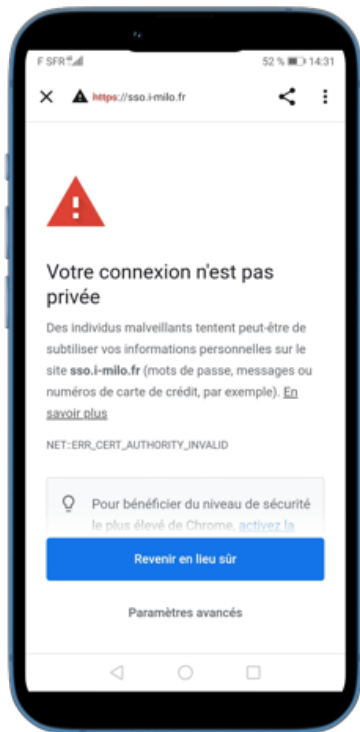 F SFR
52 % 14:31
https://sso.i-milo.fr
Votre connexion n'est pas
privée
Des individus malveillants tentent peut-être de
subtiliser vos informations personnelles sur le
site sso.i-milo.fr (mots de passe, messages ou
numéros de carte de crédit, par exemple). En
savoir plus
NET::ERR_CERT_AUTHORITY_INVALID
Pour bénéficier du niveau de sécurité
le plus élevé de Chrome, activez la
Revenir en lieu sûr
Paramètres avancés